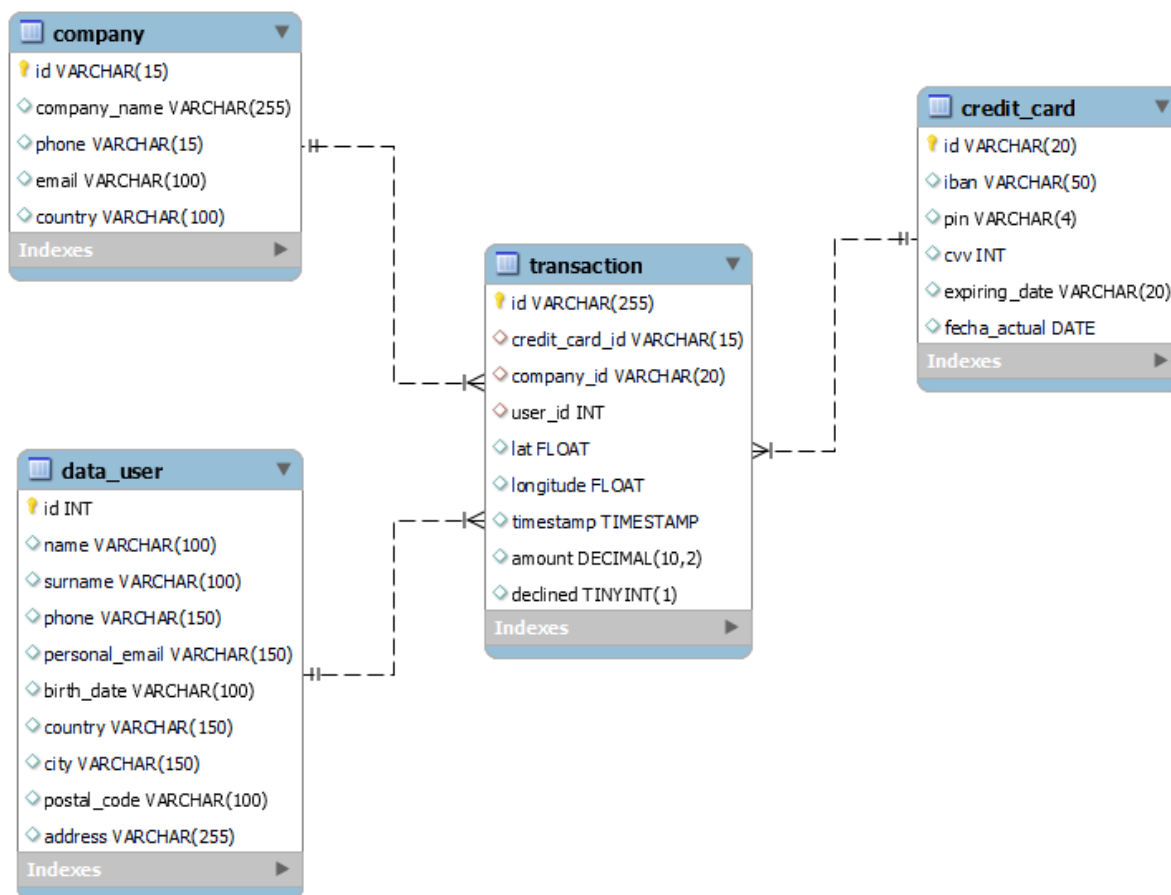 company
id VARCHAR(15)
company_name VARCHAR(255)
phone VARCHAR(15)
email VARCHAR(100)
country VARCHAR(100)
Indexes
data_user
id INT
name VARCHAR(100)
surname VARCHAR(100)
phone VARCHAR(150)
personal_email VARCHAR(150)
birth_date VARCHAR(100)
country VARCHAR(150)
city VARCHAR(150)
postal_code VARCHAR(100)
address VARCHAR(255)
Indexes
transaction
id VARCHAR(255)
credit_card_id VARCHAR(15)
company_id VARCHAR(20)
user_id INT
lat FLOAT
longitude FLOAT
timestamp TIMESTAMP
amount DECIMAL(10,2)
declined TINYINT(1)
Indexes
credit_card
id VARCHAR(20)
iban VARCHAR(50)
pin VARCHAR(4)
cvv INT
expiring_date VARCHAR(20)
fecha_actual DATE
Indexes